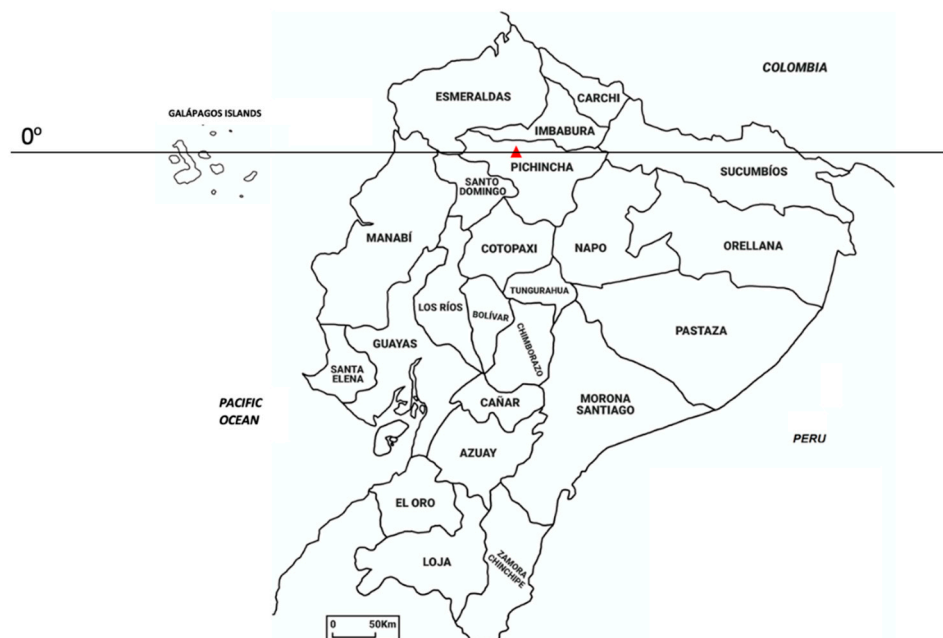 COLOMBIA
ESMERALDAS
CARCHI
GALÁPAGOS ISLANDS
IMBABURA
0º
PICHINCHA
SUCUMBÍOS
SANTO
DOMINGO
MANABÍ
COTOPAXI
NAPO
ORELLANA
TUNGURAHUA
LOS RÍOS
BOLÍVAR
PASTAZA
GUAYAS
CHIMBORAZO
SANTA
ELENA
PACIFIC
OCEAN
CAÑAR
MORONA
SANTIAGO
PERU
AZUAY
EL ORO
LOJA
ZAMORA
CHINCHIPE
0 50Km